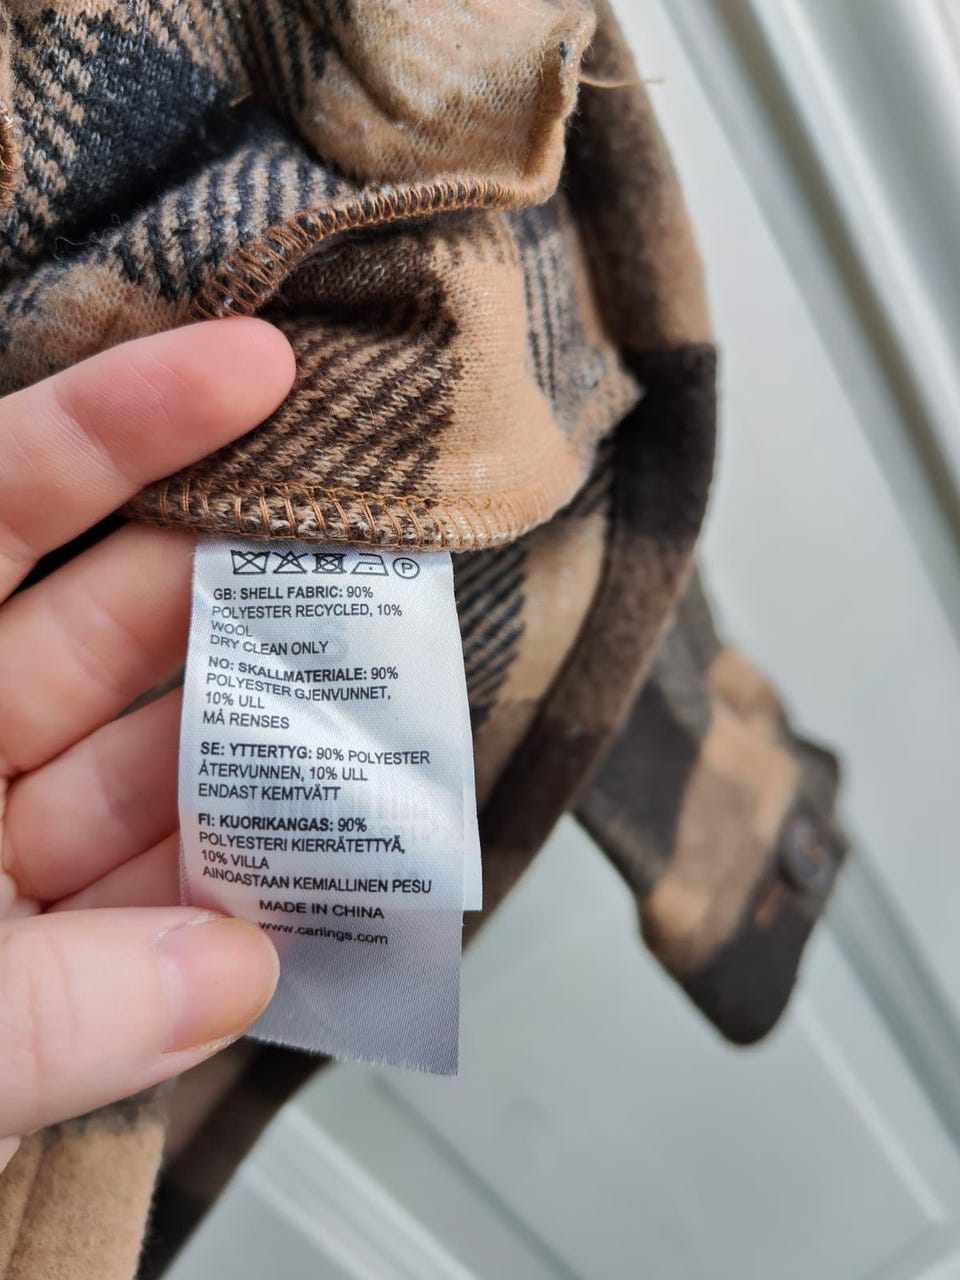 P
GB: SHELL FABRIC: 90%
POLYESTER RECYCLED, 10%
WOOL
DRY CLEAN ONLY
NO: SKALLMATERIALE: 90%
POLYESTER GJENVUNNET,
10% ULL
MÅ RENSES
SE: YTTERTYG: 90% POLYESTER
ÅTERVUNNEN, 10% ULL
ENDAST KEMTVÄTT
FI: KUORIKANGAS: 90%
POLYESTERI KIERRÄTETTYÄ,
10% VILLA
AINOASTAAN KEMIALLINEN PESU
MADE IN CHINA
www.carlings.com